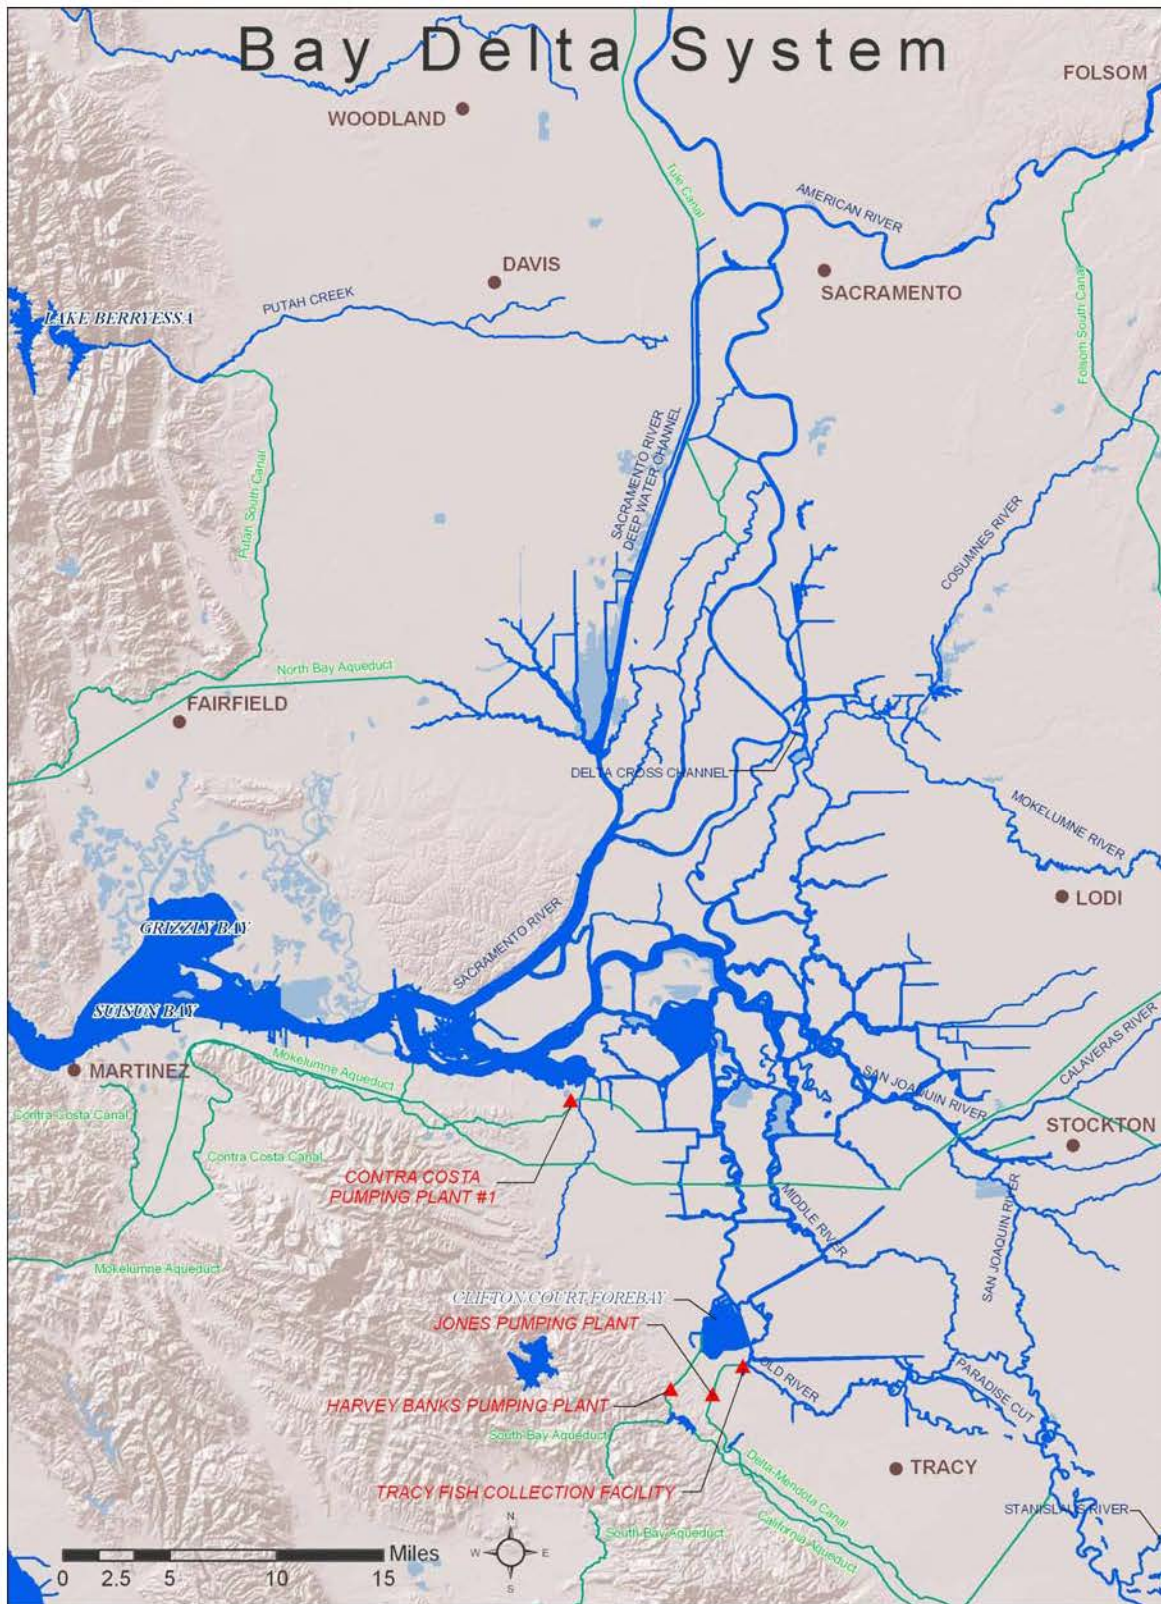 Bay Delta System
FOLSOM
WOODLAND
Tule Canal
AMERICAN RIVER
DAVIS
SACRAMENTO
PUTAH CREEK
LAKE BERRYESSA
Folsom South Canal
SACRAMENTO RIVER
DEEP WATER CHANNEL
Putah South Canal
COSUMNES RIVER
North Bay Aqueduct
FAIRFIELD
DELTA CROSS CHANNEL
MOKELUMNE RIVER
LODI
GRIZZLY BAY
SACRAMENTO RIVER
SUISUN BAY
MARTINEZ
Mokelumne Aqueduct
CALAVERAS RIVER
SAN JOAQUIN RIVER
Contra Costa Canal
STOCKTON
Contra Costa Canal
CONTRA COSTA
PUMPING PLANT #1
MIDDLE RIVER
SAN JOAQUIN RIVER
Mokelumne Aqueduct
CLIFTON COURT FOREBAY
JONES PUMPING PLANT
OLD RIVER
PARADISE CUT
HARVEY BANKS PUMPING PLANT
South Bay Aqueduct
TRACY
Delta-Mendota Canal
TRACY FISH COLLECTION FACILITY
STANISLAUS RIVER
California Aqueduct
South Bay Aqueduct
N
W E
S
Miles
0 2.5 5 10 15